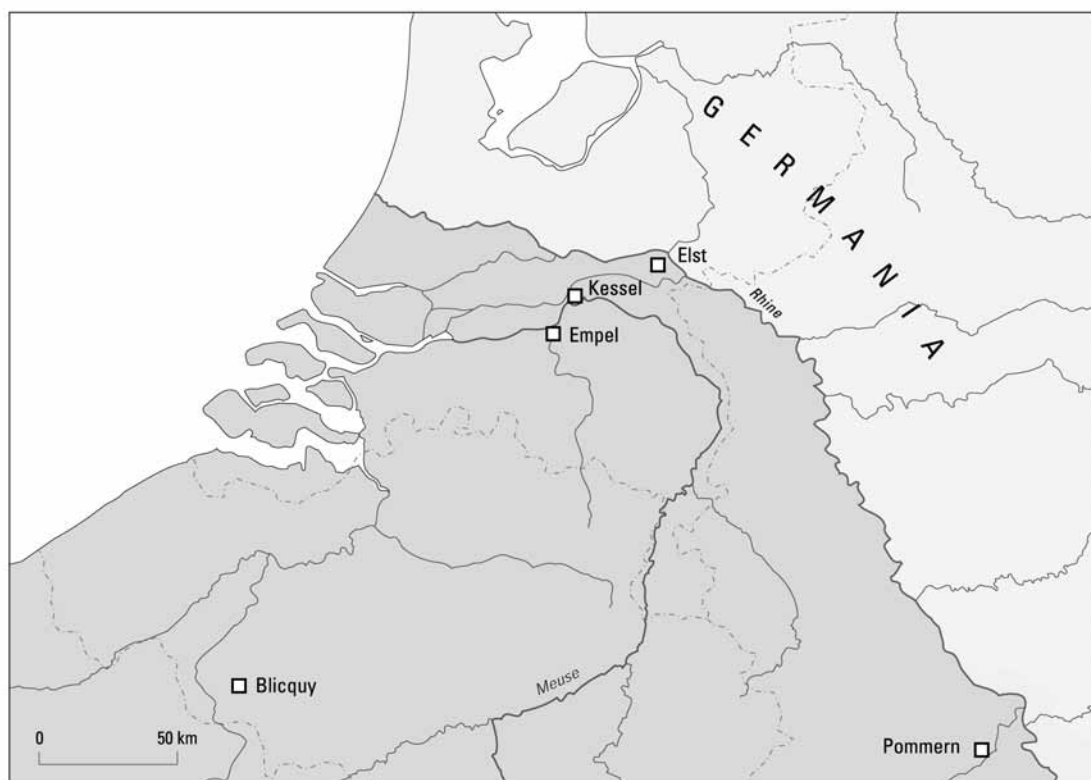 GERMANIA
Elst
Kessel
Rhine
Empel
Meuse
Blicquy
0 50 km
Pommern